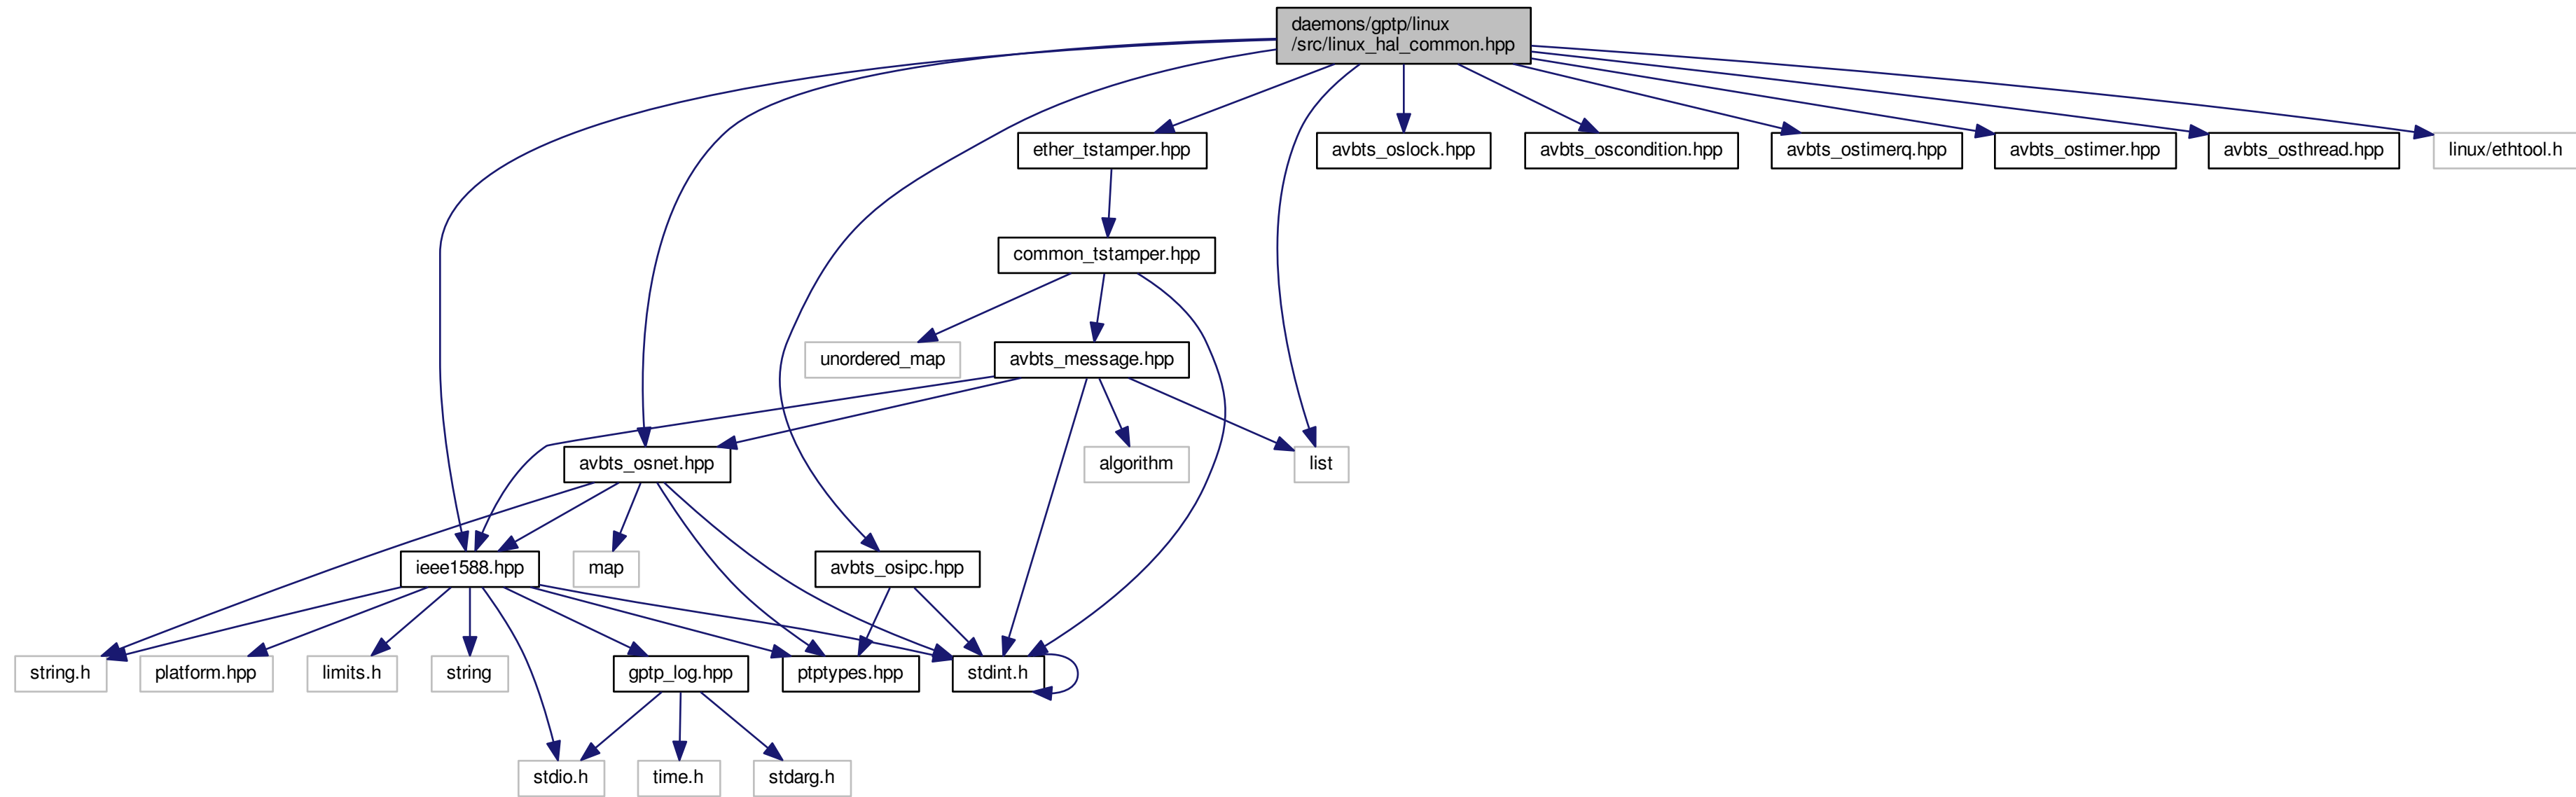 daemons/gptp/linux
/src/linux_hal_common.hpp
ether_tstamper.hpp
avbts_oslock.hpp
avbts_oscondition.hpp
avbts_ostimerq.hpp
avbts_ostimer.hpp
avbts_osthread.hpp
linux/ethtool.h
common_tstamper.hpp
unordered_map
avbts_message.hpp
avbts_osnet.hpp
algorithm
list
ieee1588.hpp
map
avbts_osipc.hpp
string.h
platform.hpp
limits.h
string
gptp_log.hpp
ptptypes.hpp
stdint.h
stdio.h
time.h
stdarg.h